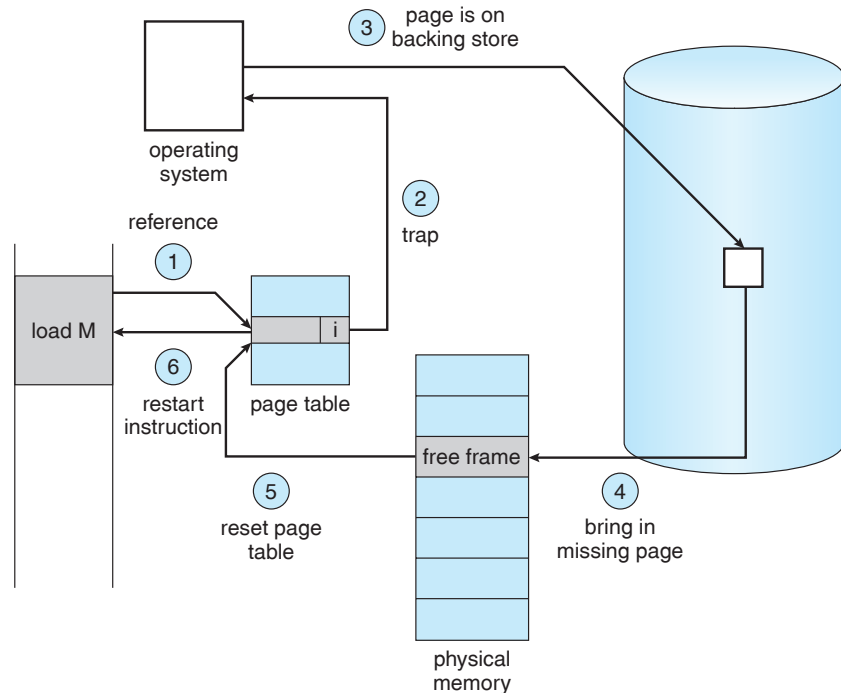 3
page is on
backing store
operating
system
2
trap
reference
1
load M
i
6
restart
instruction
page table
free frame
5
reset page
table
4
bring in
missing page
physical
memory